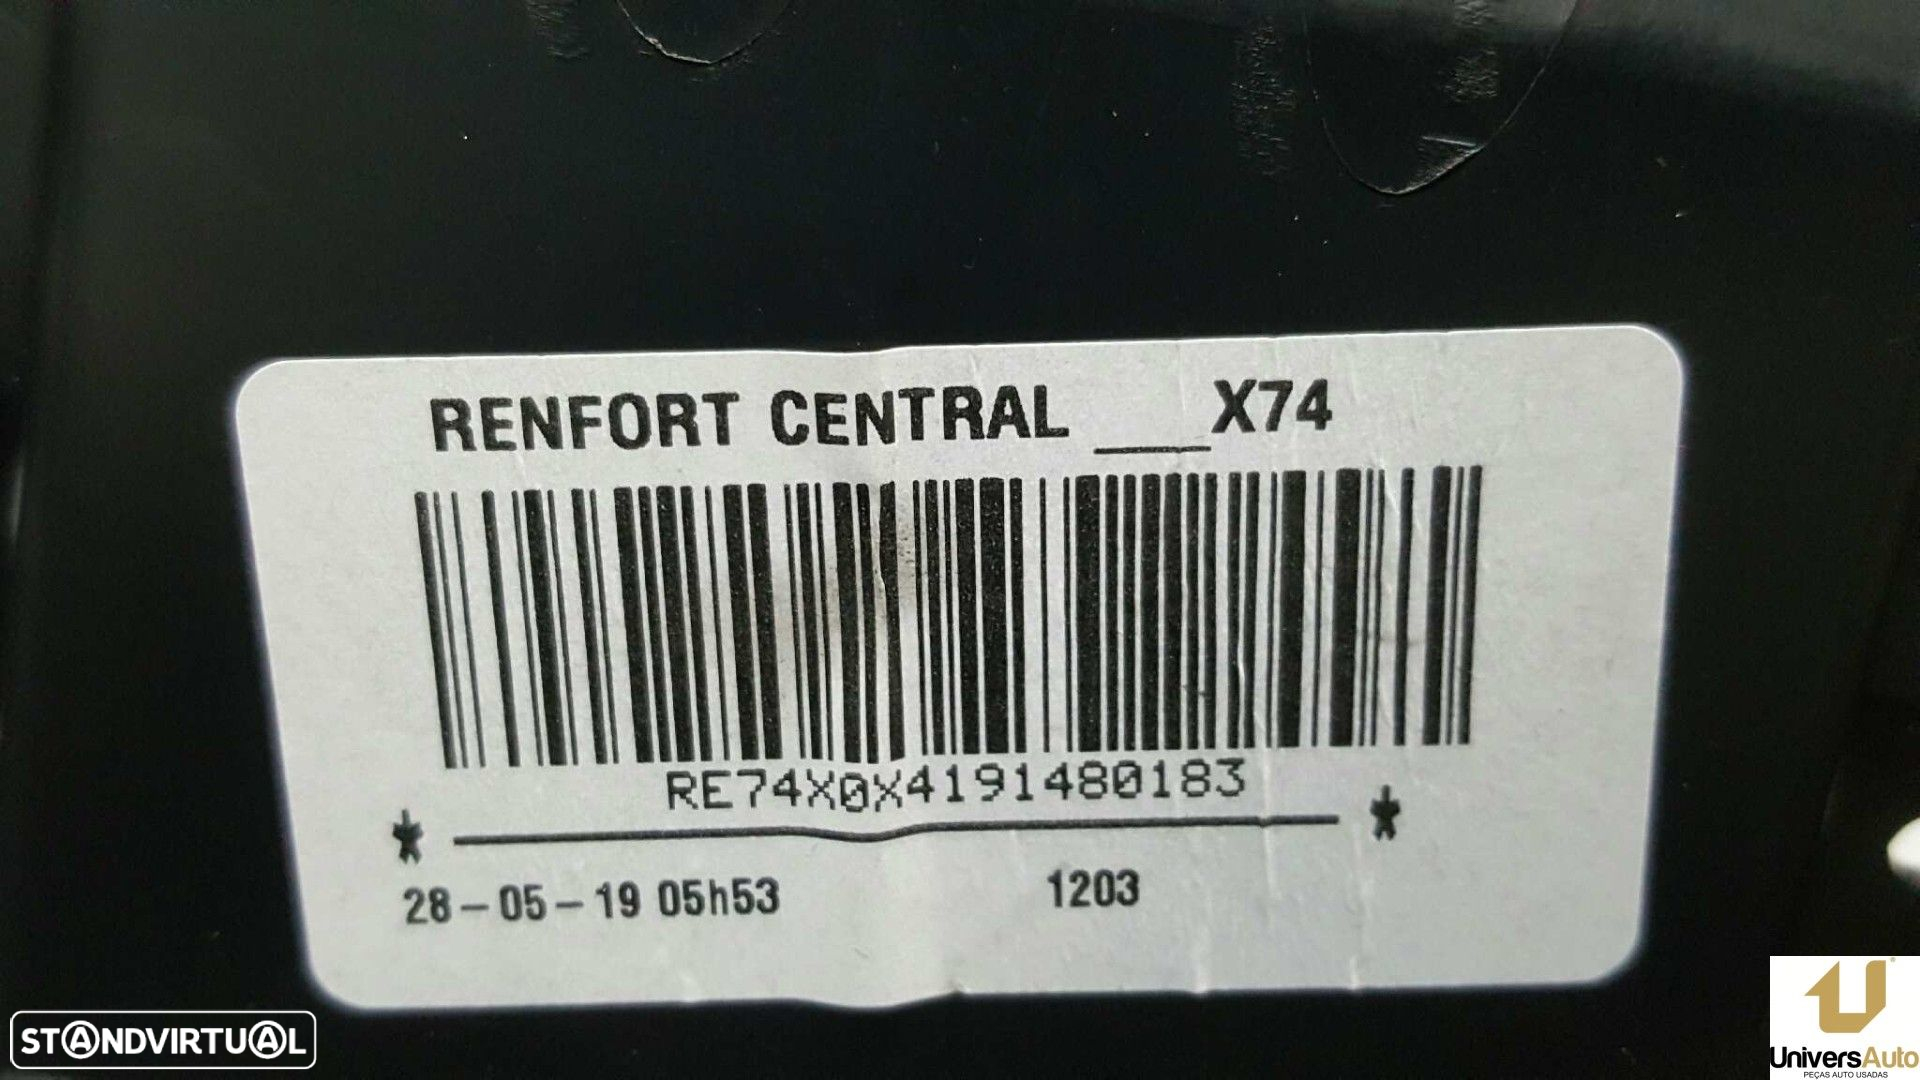 RENFORT CENTRAL ___X74
RE74X0X4191480183
* *
28-05-19 05h53 1203
STANDVIRTUAL
UniversAuto
PEÇAS AUTO USADAS